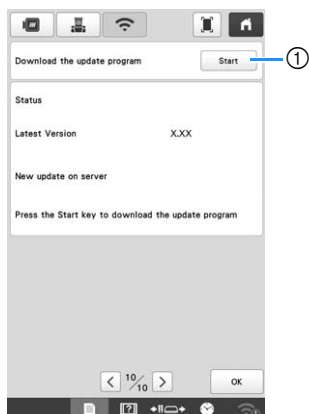 Download the update program
Start
①
Status
Latest Version X.XX
New update on server
Press the Start key to download the update program
10/10
OK